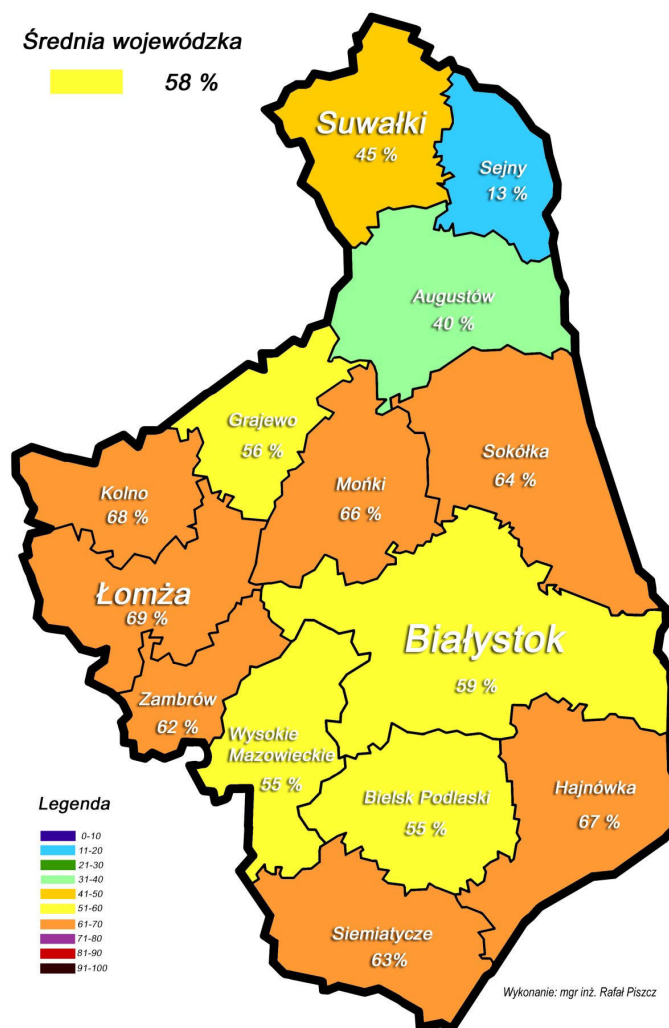 Średnia wojewódzka
58 %
Suwałki
45 %
Sejny
13 %
Augustów
40 %
Grajewo
56 %
Mońki
66 %
Sokółka
64 %
Kolno
68 %
Łomża
69 %
Białystok
59 %
Zambrów
62 %
Wysokie
Mazowieckie
55 %
Bielsk Podlaski
55 %
Hajnówka
67 %
Siemiatycze
63%
Legenda
0-10
11-20
21-30
31-40
41-50
51-60
61-70
71-80
81-90
91-100
Wykonanie: mgr inż. Rafał Piszcz